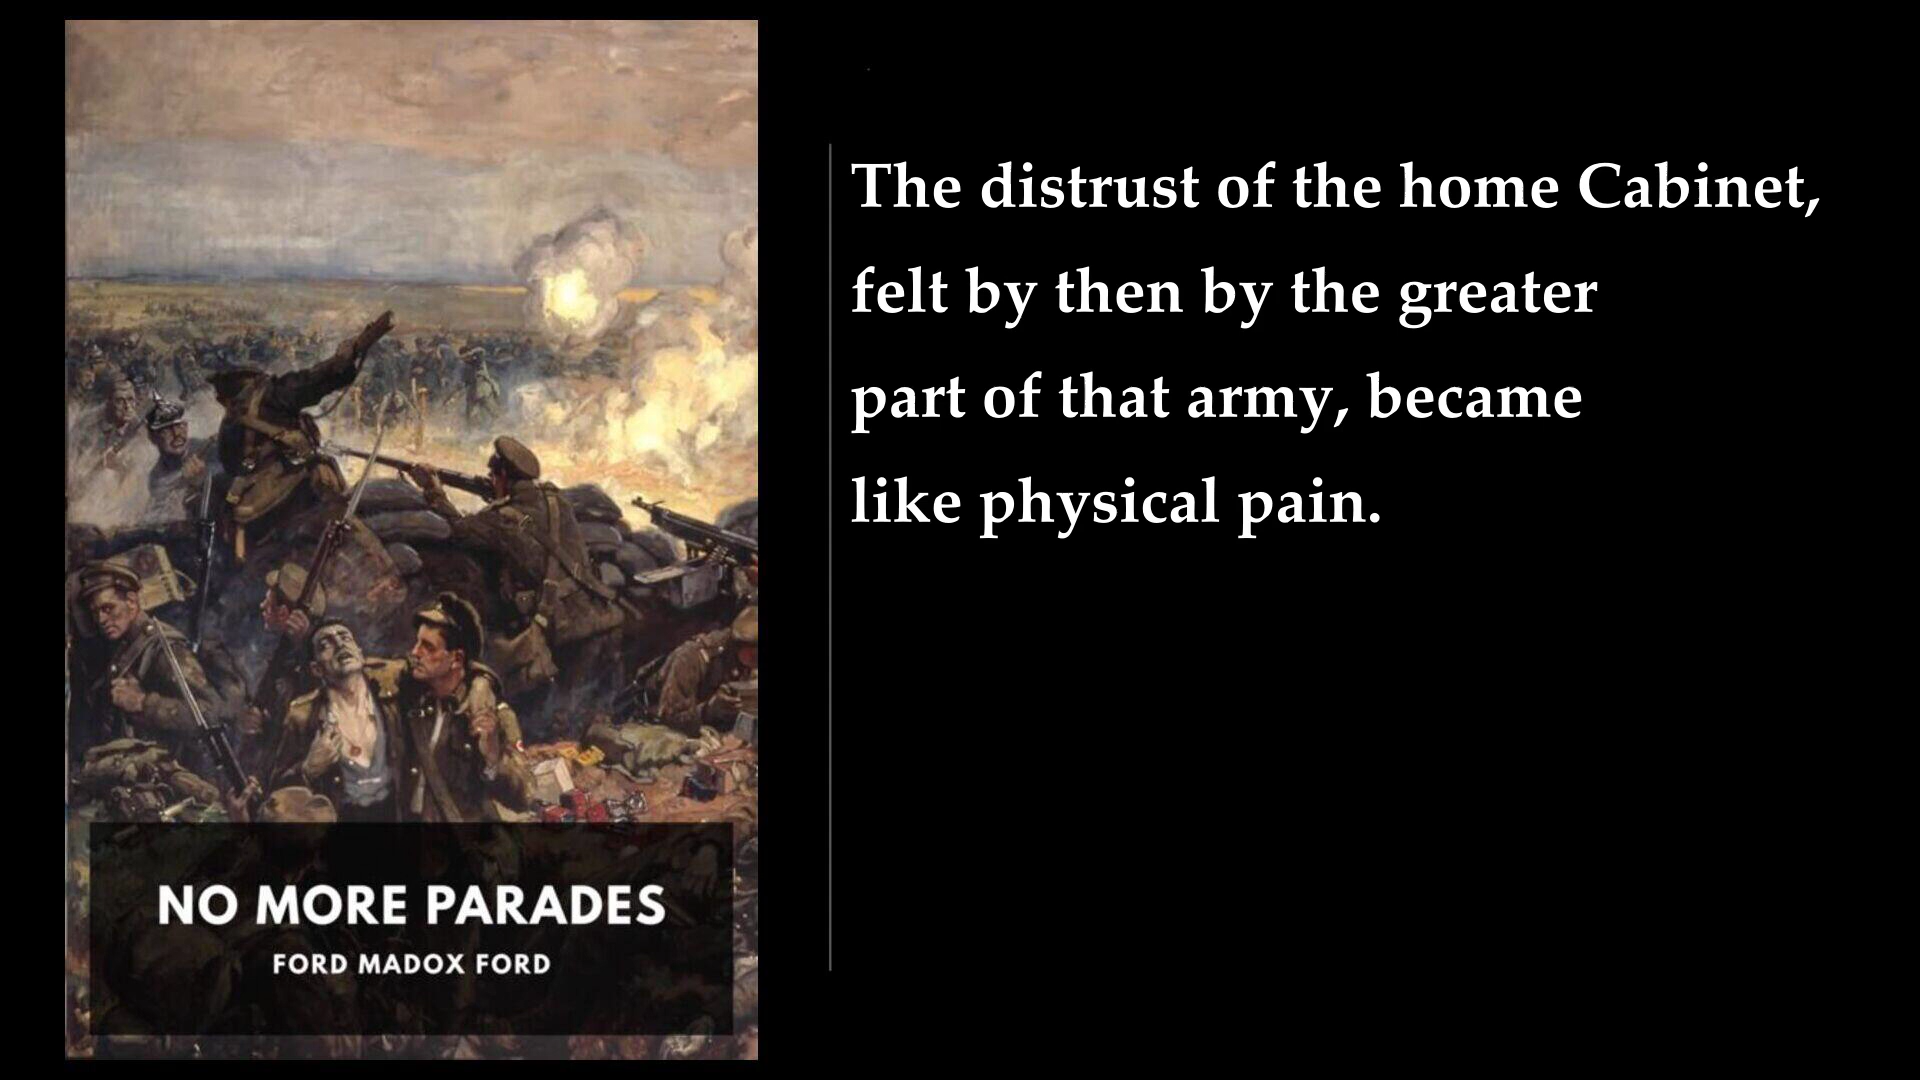 NO MORE PARADES
FORD MADOX FORD
The distrust of the home Cabinet,
felt by then by the greater
part of that army, became
like physical pain.